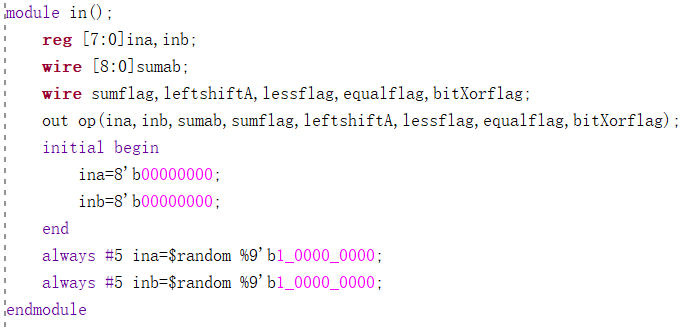 module in();
reg [7:0]ina,inb;
wire [8:0]sumab;
wire sumflag,leftshiftA,lessflag,equalflag,bitXorflag;
out op(ina,inb,sumab,sumflag,leftshiftA,lessflag,equalflag,bitXorflag);
initial begin
ina=8'b00000000;
inb=8'b00000000;
end
always #5 ina=$random %9'b1_0000_0000;
always #5 inb=$random %9'b1_0000_0000;
endmodule